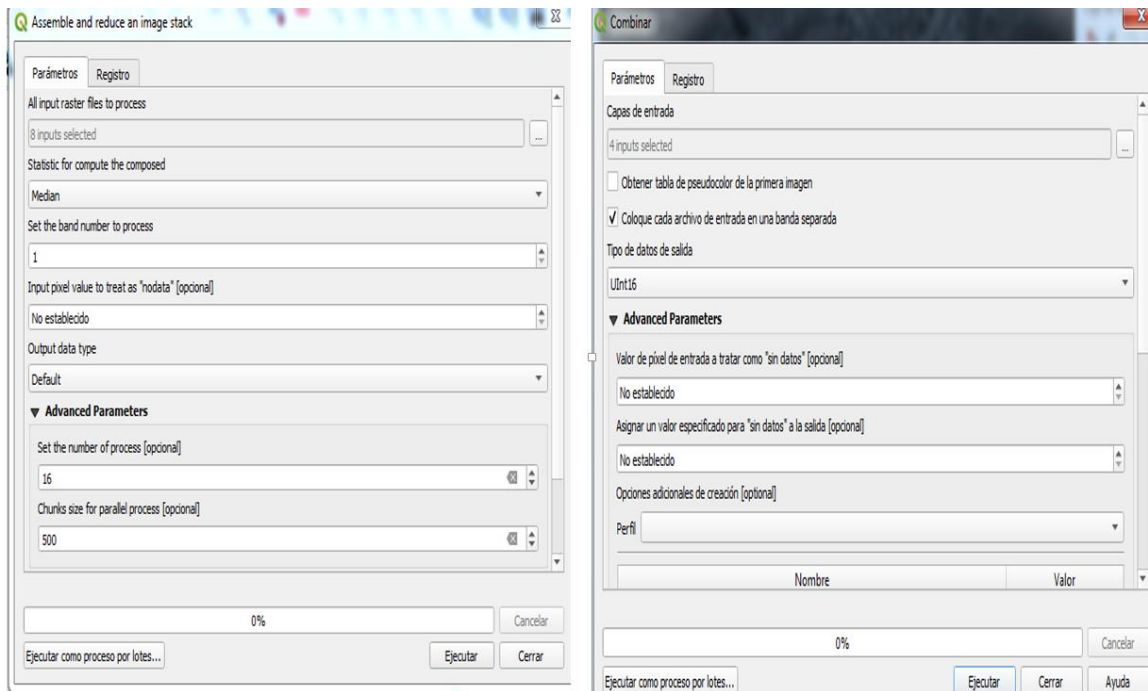 Assemble and reduce an image stack
Parámetros
Registro
All input raster files to process
8 inputs selected
...
Statistic for compute the composed
Median
Set the band number to process
1
Input pixel value to treat as "nodata" [opcional]
No establecido
Output data type
Default
Advanced Parameters
Set the number of process [opcional]
16
Chunks size for parallel process [opcional]
500
0%
Cancelar
Ejecutar como proceso por lotes...
Ejecutar
Cerrar
Combinar
Parámetros
Registro
Capas de entrada
4 inputs selected
...
Obtener tabla de pseudocolor de la primera imagen
Coloque cada archivo de entrada en una banda separada
Tipo de datos de salida
UInt16
Advanced Parameters
Valor de píxel de entrada a tratar como "sin datos" [opcional]
No establecido
Asignar un valor especificado para "sin datos" a la salida [opcional]
No establecido
Opciones adicionales de creación [optional]
Perfil
Nombre Valor
0%
Cancelar
Ejecutar como proceso por lotes...
Ejecutar
Cerrar
Ayuda